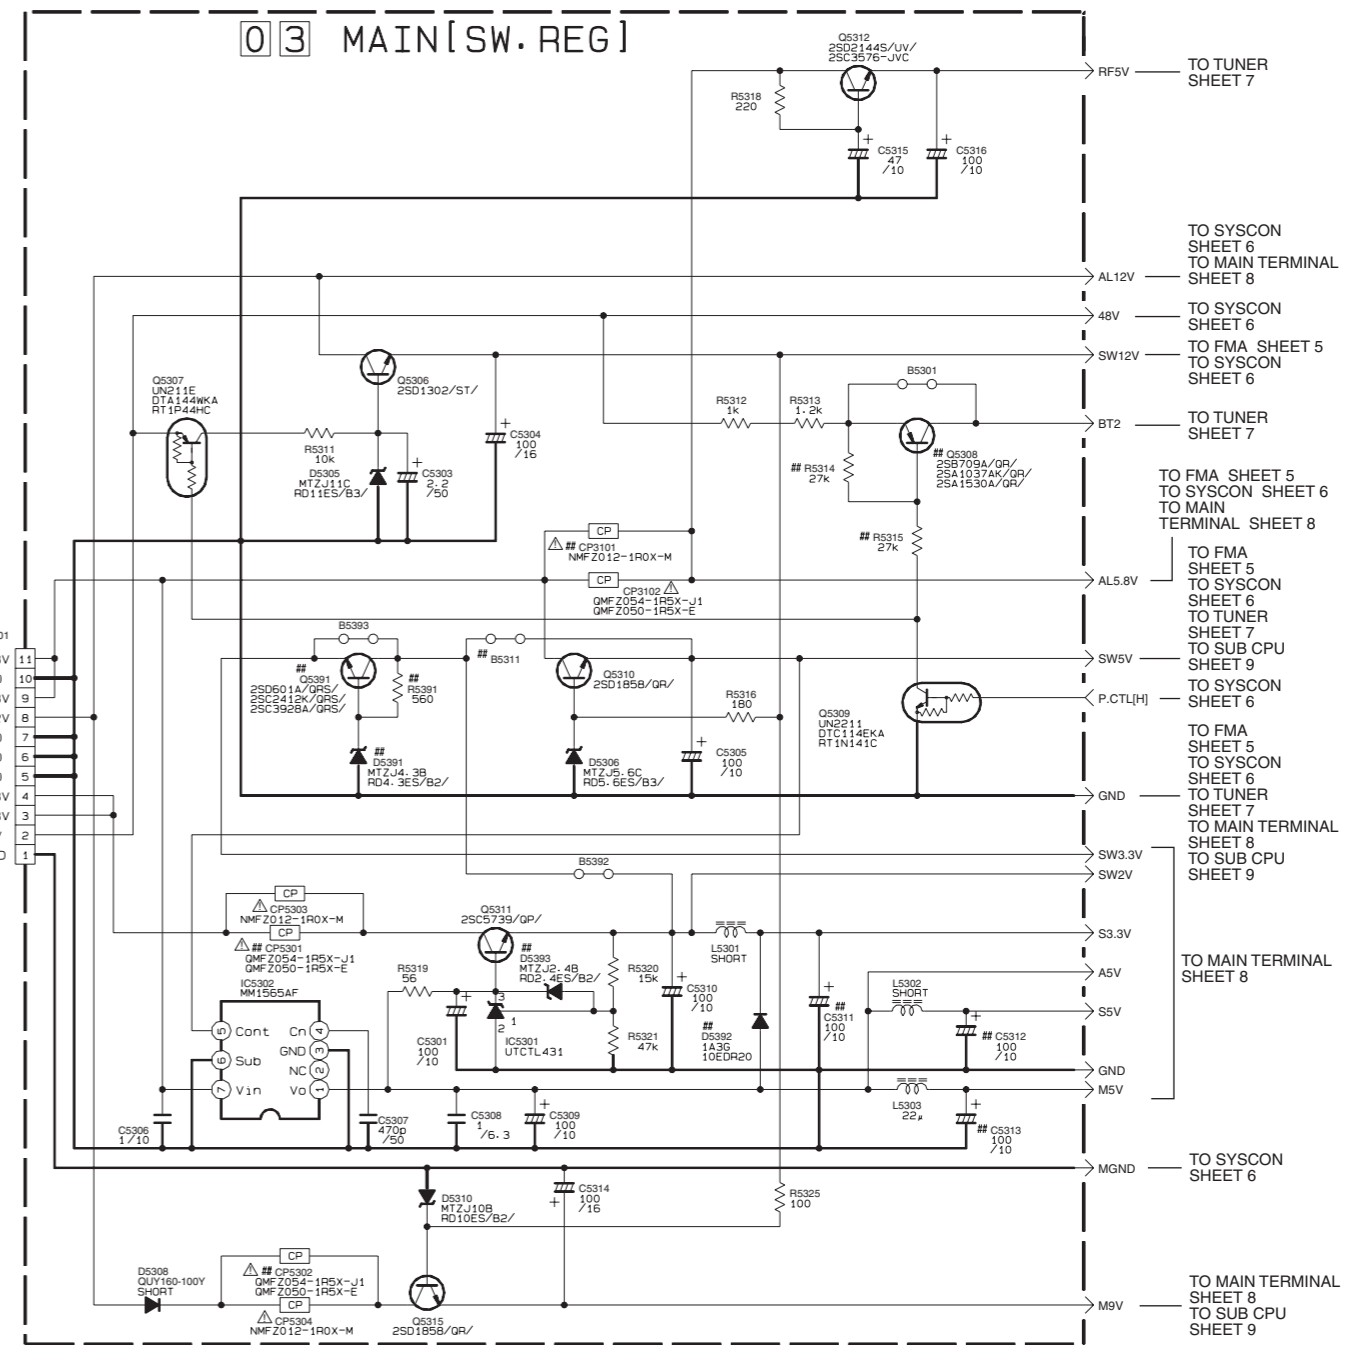 03 MAIN[SW.REG]
Q5312
2SD2144S/UV/
2SC3576-JVC
R5318
220
C5315
47
/10
C5316
100
/10
RF5V
TO TUNER
SHEET 7
TO SYSCON
SHEET 6
TO MAIN TERMINAL
SHEET 8
AL12V
48V
TO SYSCON
SHEET 6
SW12V
TO FMA SHEET 5
TO SYSCON
SHEET 6
Q5307
UN211E
DTA144WKA
RT1P44HC
Q5306
2SD1302/ST/
R5311
10k
D5305
MTZJ11C
RD11ES/B3/
C5303
2.2
/50
C5304
100
/16
B5301
R5312
1k
R5313
1.2k
BT2
TO TUNER
SHEET 7
## R5314
27k
## Q5308
2SB709A/QR/
2SA1037AK/QR/
2SA1530A/QR/
## R5315
27k
TO FMA SHEET 5
TO SYSCON SHEET 6
TO MAIN
TERMINAL SHEET 8
CP
⚠ ## CP3101
NMFZ012-1R0X-M
CP
CP3102 ⚠
QMFZ054-1R5X-J1
QMFZ050-1R5X-E
AL5.8V
TO FMA
SHEET 5
TO SYSCON
SHEET 6
TO TUNER
SHEET 7
TO SUB CPU
SHEET 9
B5393
## B5311
##
Q5391
2SD601A/QRS/
2SC2412K/QRS/
2SC3928A/QRS/
##
R5391
560
Q5310
2SD1858/QR/
R5316
180
SW5V
P.CTL[H]
TO SYSCON
SHEET 6
Q5309
UN2211
DTC114EKA
RT1N141C
##
D5391
MTZJ4.3B
RD4.3ES/B2/
D5306
MTZJ5.6C
RD5.6ES/B3/
C5305
100
/10
GND
TO FMA
SHEET 5
TO SYSCON
SHEET 6
TO TUNER
SHEET 7
TO MAIN TERMINAL
SHEET 8
TO SUB CPU
SHEET 9
01
11
10
9
8
7
6
5
4
3
2
1
SW3.3V
SW2V
B5392
CP
⚠ CP5303
NMFZ012-1R0X-M
CP
⚠ ## CP5301
QMFZ054-1R5X-J1
QMFZ050-1R5X-E
Q5311
2SC5739/QP/
##
D5393
MTZJ2.4B
RD2.4ES/B2/
R5319
56
R5320
15k
C5310
100
/10
L5301
SHORT
S3.3V
A5V
TO MAIN TERMINAL
SHEET 8
IC5302
MM1565AF
5 Cont
6 Sub
7 Vin
Cn 4
GND 3
NC 2
Vo 1
C5301
100
/10
3
1
2
IC5301
UTCTL431
R5321
47k
##
D5392
1A3G
10EDR20
##
C5311
100
/10
L5302
SHORT
S5V
## C5312
100
/10
GND
M5V
L5303
22μ
## C5313
100
/10
C5306
1/10
C5307
470p
/50
C5308
1
/6.3
C5309
100
/10
MGND
TO SYSCON
SHEET 6
D5310
MTZJ10B
RD10ES/B2/
C5314
100
/16
R5325
100
D5308
QUY160-100Y
SHORT
CP
⚠ ## CP5302
QMFZ054-1R5X-J1
QMFZ050-1R5X-E
CP
⚠ CP5304
NMFZ012-1R0X-M
Q5315
2SD1858/QR/
M9V
TO MAIN TERMINAL
SHEET 8
TO SUB CPU
SHEET 9